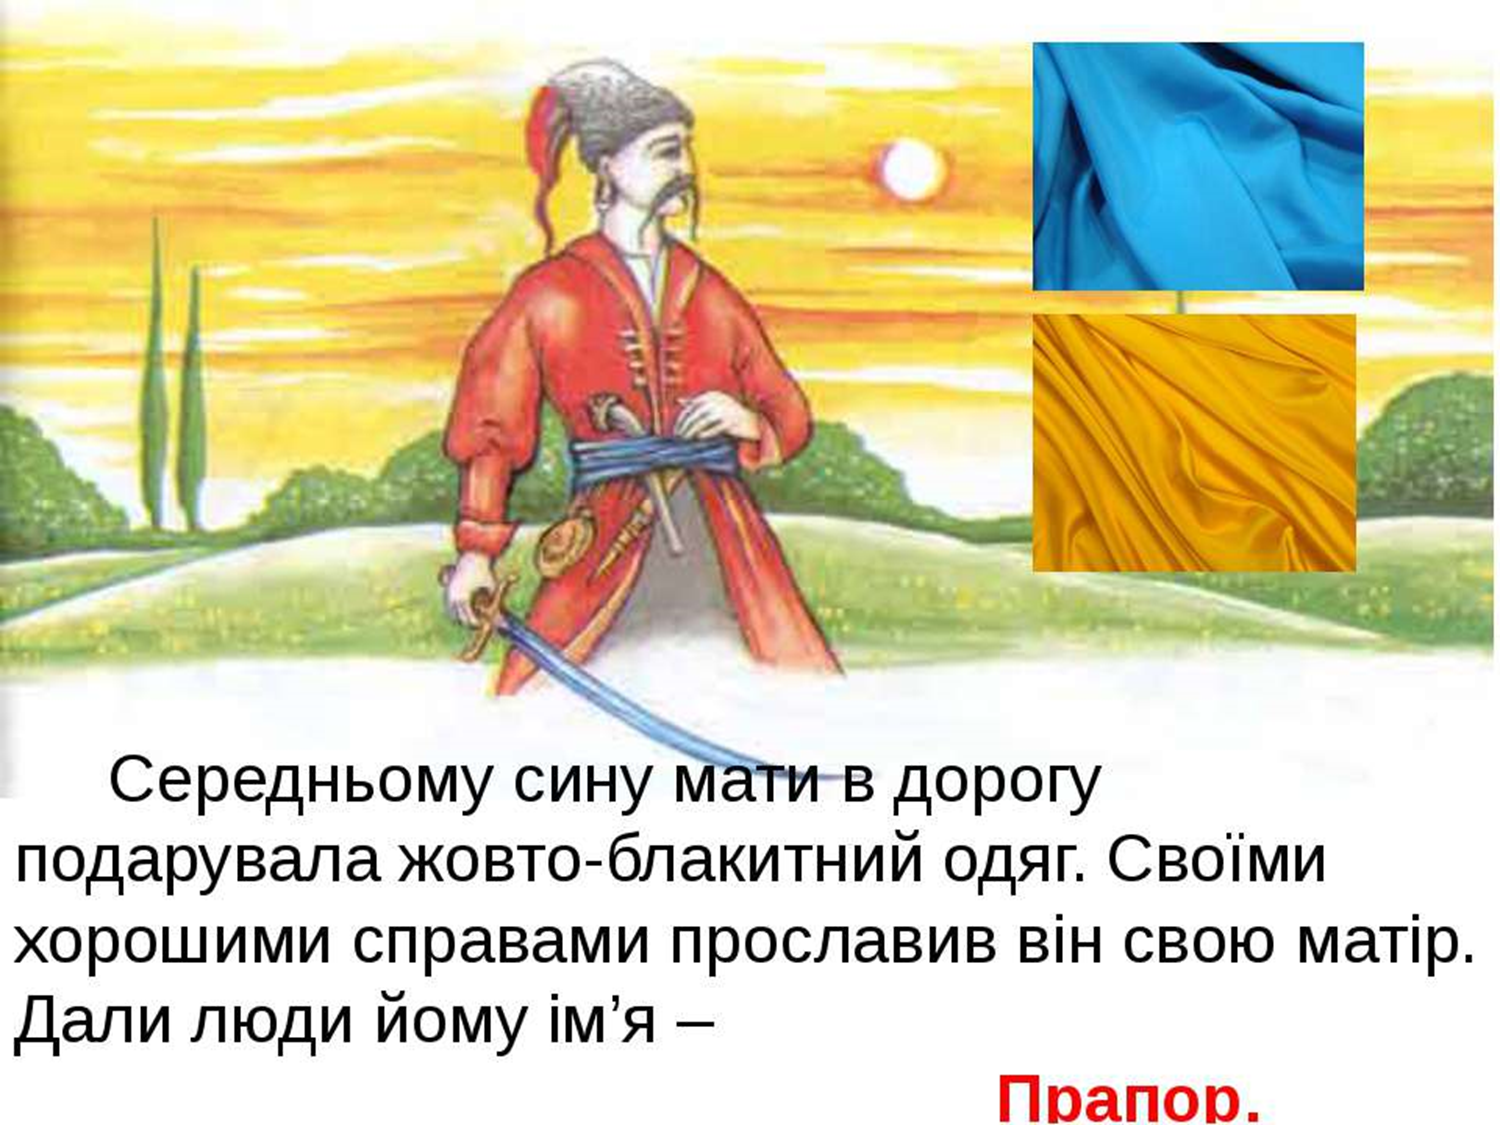 Середньому сину мати в дорогу
подарувала жовто-блакитний одяг. Своїми
хорошими справами прославив він свою матір.
Дали люди йому ім’я –
Прапор.